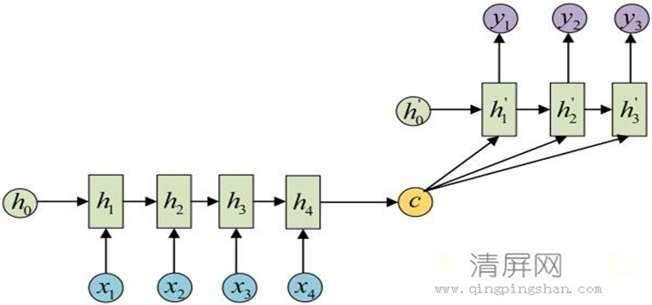 y₁ y₂ y₃
h'₀ h'₁ h'₂ h'₃
h₀ h₁ h₂ h₃ h₄ c
x₁ x₂ x₃ x₄
清屏网
www.qingpingshan.com